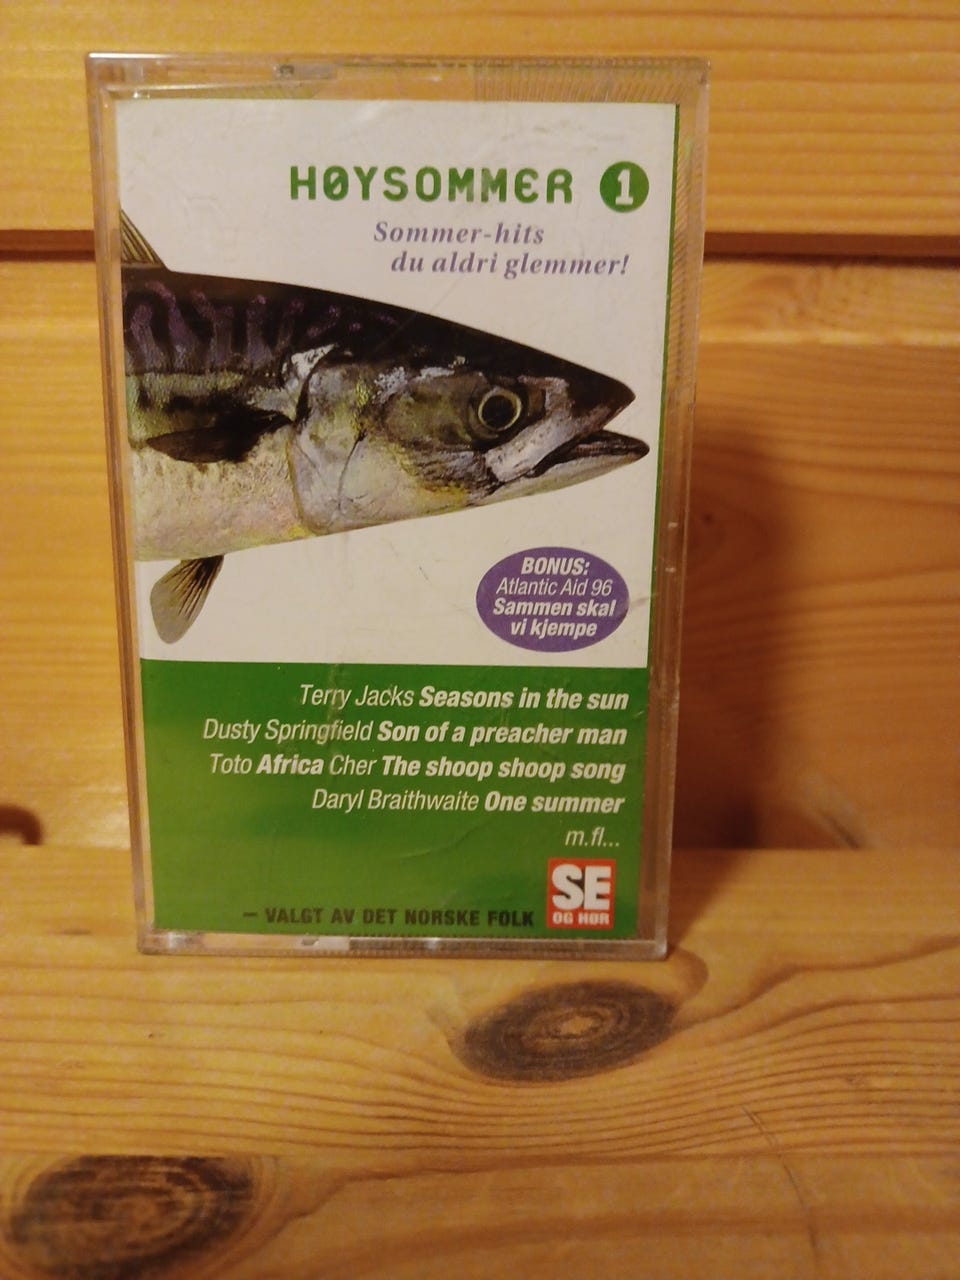 HØYSOMMER 1
Sommer-hits
du aldri glemmer!
BONUS:
Atlantic Aid 96
Sammen skal
vi kjempe
Terry Jacks Seasons in the sun
Dusty Springfield Son of a preacher man
Toto Africa Cher The shoop shoop song
Daryl Braithwaite One summer
m.fl...
– VALGT AV DET NORSKE FOLK
SE
OG HØR